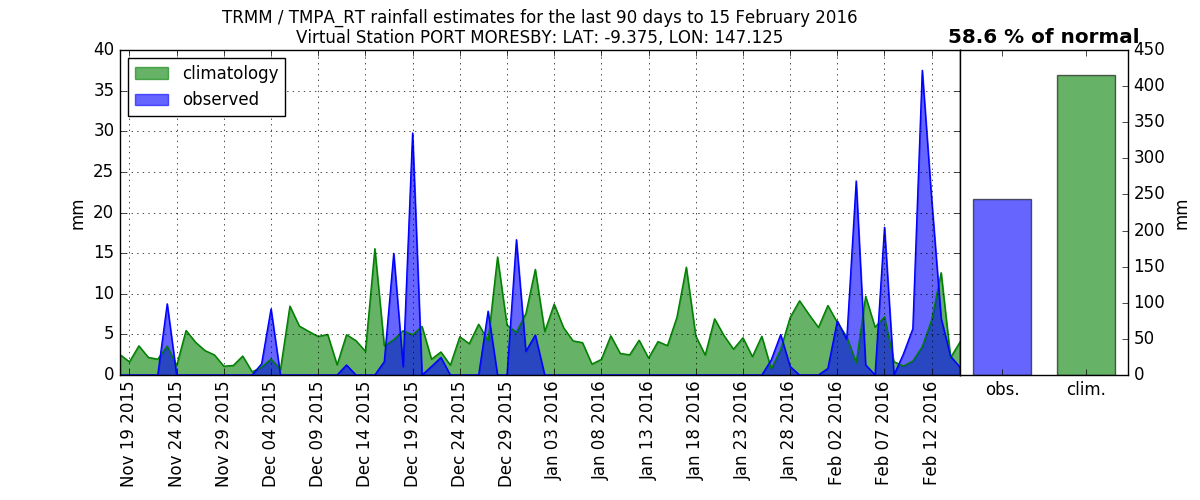 TRMM / TMPA_RT rainfall estimates for the last 90 days to 15 February 2016
Virtual Station PORT MORESBY: LAT: -9.375, LON: 147.125
58.6 % of normal
climatology
observed
40
35
30
25
20
15
10
5
0
mm
450
400
350
300
250
200
150
100
50
0
mm
obs.
clim.
Nov 19 2015
Nov 24 2015
Nov 29 2015
Dec 04 2015
Dec 09 2015
Dec 14 2015
Dec 19 2015
Dec 24 2015
Dec 29 2015
Jan 03 2016
Jan 08 2016
Jan 13 2016
Jan 18 2016
Jan 23 2016
Jan 28 2016
Feb 02 2016
Feb 07 2016
Feb 12 2016